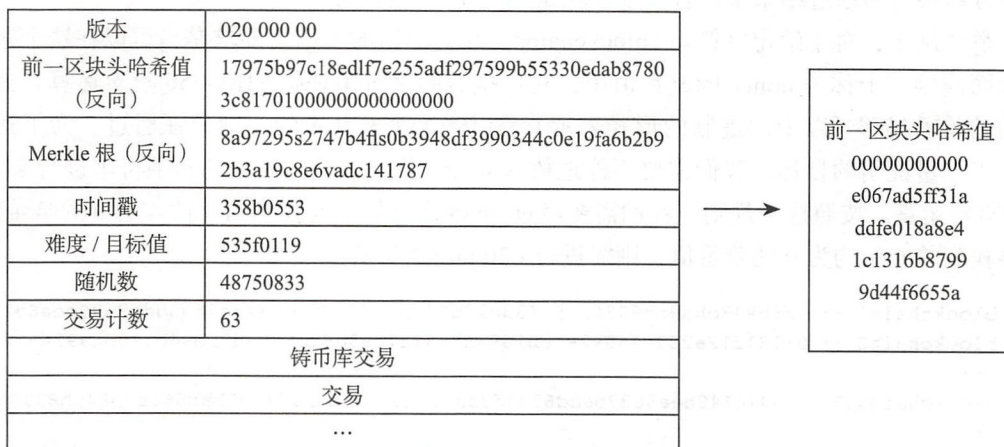 版本 020 000 00
前一区块头哈希值（反向） 17975b97c18edlf7e255adf297599b55330edab8780
3c817010000000000000000
Merkle 根（反向） 8a97295s2747b4fls0b3948df3990344c0e19fa6b2b9
2b3a19c8e6vadc141787
时间戳 358b0553
难度 / 目标值 535f0119
随机数 48750833
交易计数 63
铸币库交易
交易
…
前一区块头哈希值
00000000000
e067ad5ff31a
ddfe018a8e4
1c1316b8799
9d44f6655a